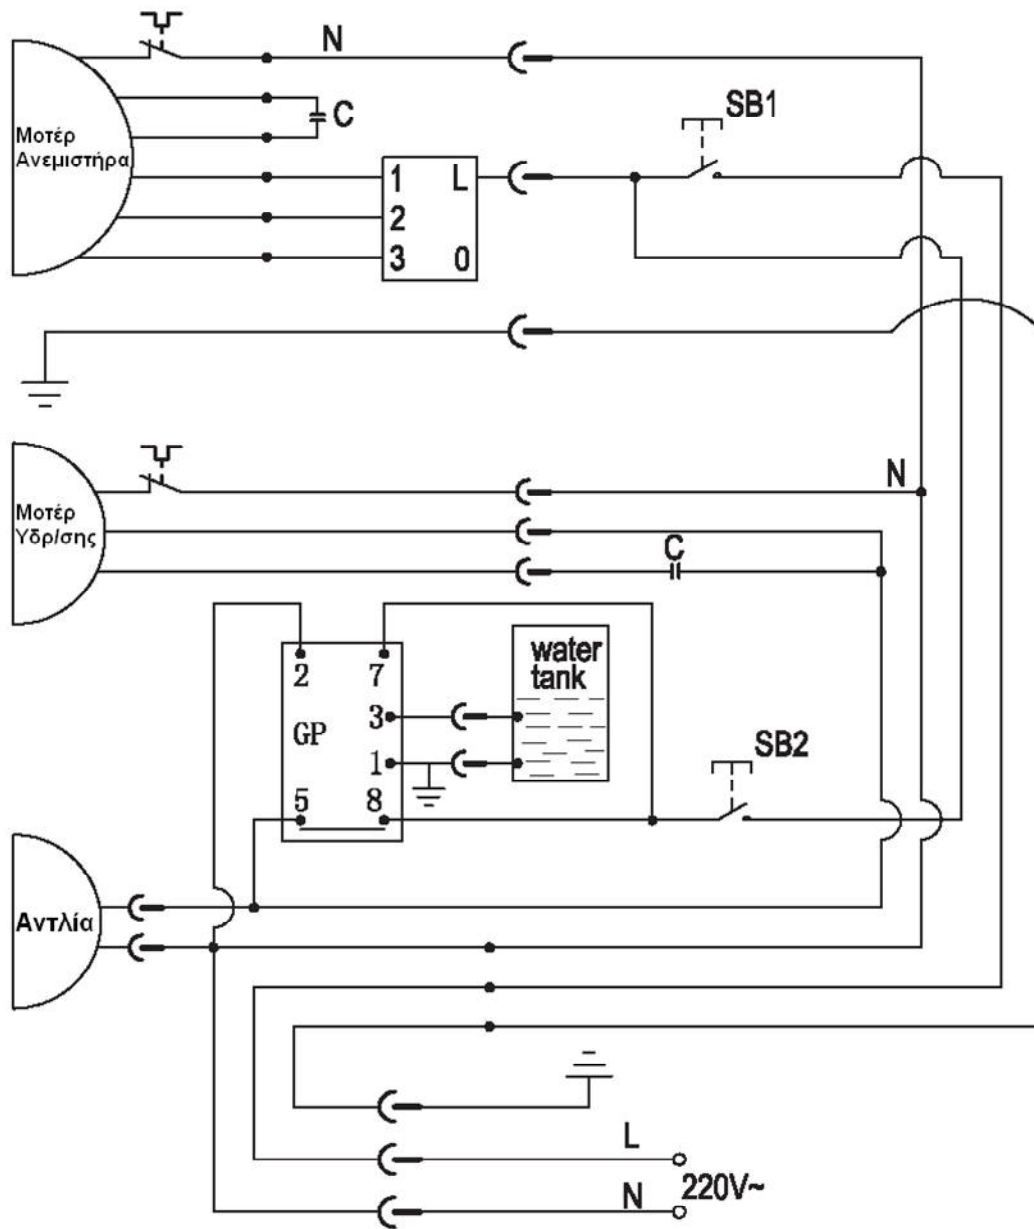 N
C
SB1
Μοτέρ
Ανεμιστήρα
1 L
2
3 0
N
Μοτέρ
Υδρ/σης
C
2 7
water
tank
3
GP
1
SB2
5 8
Αντλία
L
220V~
N